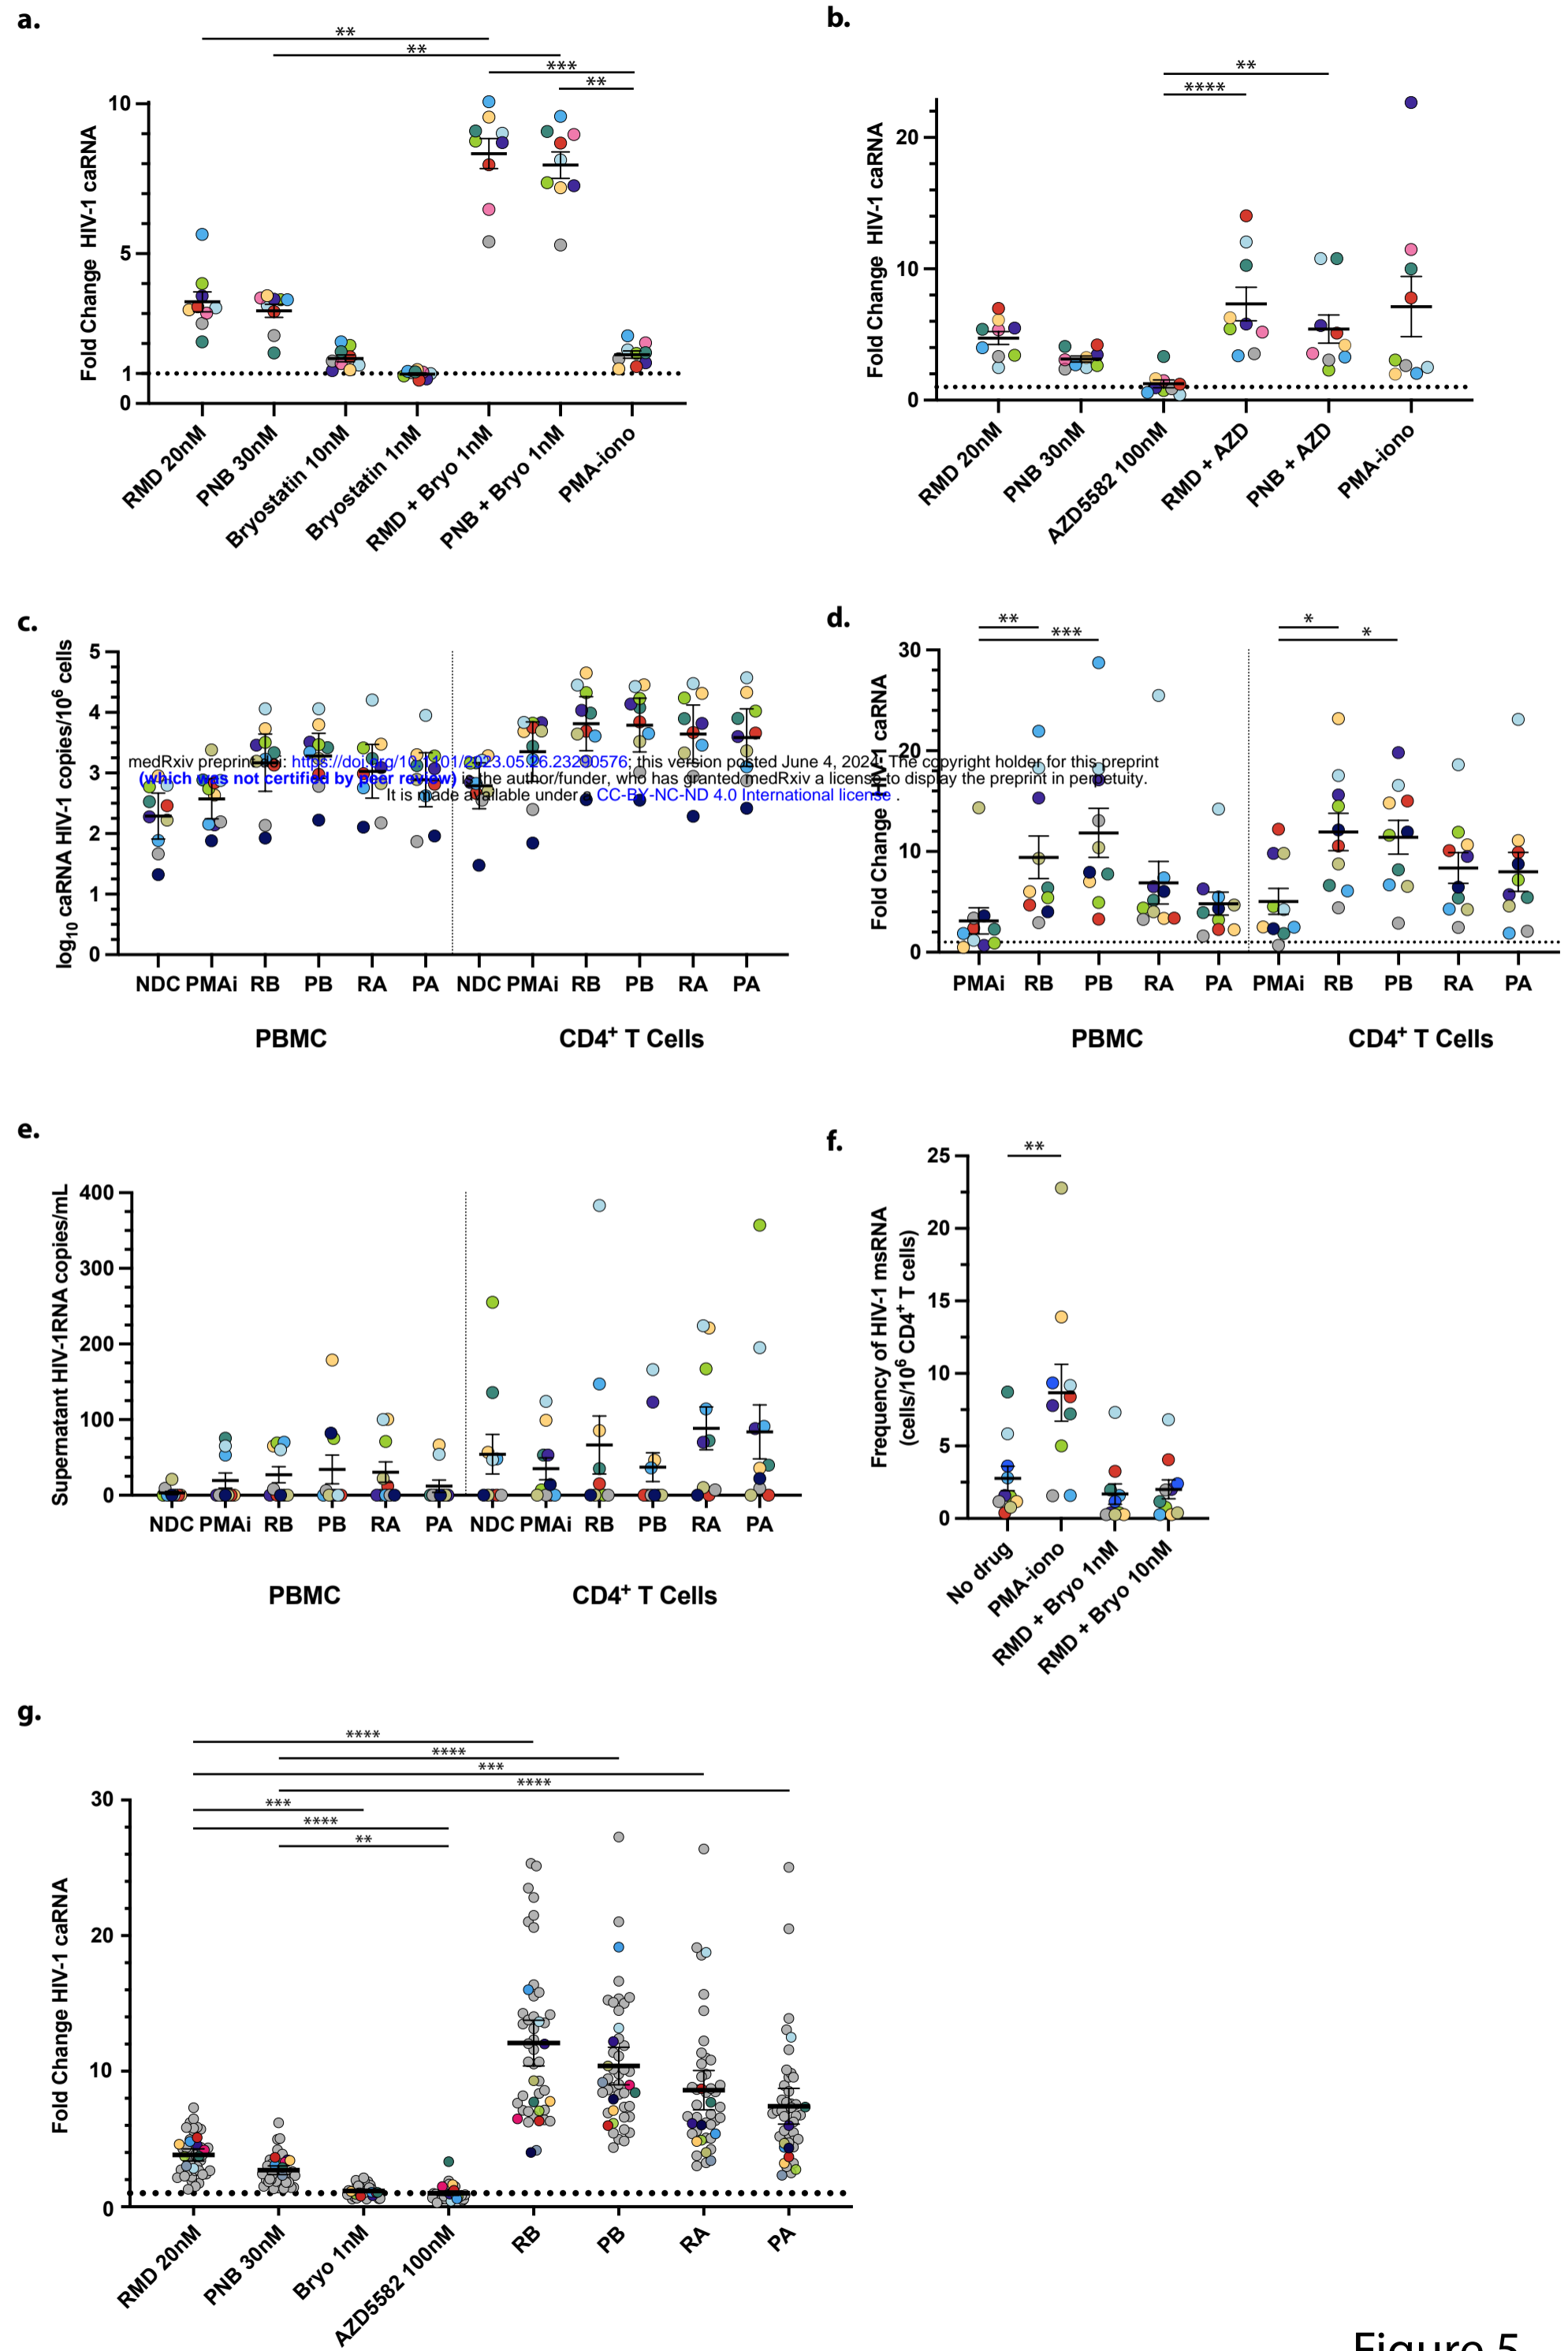 a.
**
**
***
**
Fold Change HIV-1 caRNA
10
5
1
0
RMD 20nM
PNB 30nM
Bryostatin 10nM
Bryostatin 1nM
RMD + Bryo 1nM
PNB + Bryo 1nM
PMA-iono
b.
**
****
Fold Change HIV-1 caRNA
20
10
0
RMD 20nM
PNB 30nM
AZD5582 100nM
RMD + AZD
PNB + AZD
PMA-iono
c.
log10 caRNA HIV-1 copies/10⁶ cells
5
4
3
2
1
0
NDC PMAi RB PB RA PA NDC PMAi RB PB RA PA
PBMC CD4⁺ T Cells
d.
** *
*** *
Fold Change HIV-1 caRNA
30
20
10
0
PMAi RB PB RA PA PMAi RB PB RA PA
PBMC CD4⁺ T Cells
medRxiv preprint doi: https://doi.org/10.1101/2023.05.26.23290576; this version posted June 4, 2024. The copyright holder for this preprint
(which was not certified by peer review) is the author/funder, who has granted medRxiv a license to display the preprint in perpetuity.
It is made available under a CC-BY-NC-ND 4.0 International license .
e.
Supernatant HIV-1RNA copies/mL
400
300
200
100
0
NDC PMAi RB PB RA PA NDC PMAi RB PB RA PA
PBMC CD4⁺ T Cells
f.
**
Frequency of HIV-1 msRNA
(cells/10⁶ CD4⁺ T cells)
25
20
15
10
5
0
No drug
PMA-iono
RMD + Bryo 1nM
RMD + Bryo 10nM
g.
****
****
***
****
***
****
**
Fold Change HIV-1 caRNA
30
20
10
0
RMD 20nM
PNB 30nM
Bryo 1nM
AZD5582 100nM
RB
PB
RA
PA
Figure 5